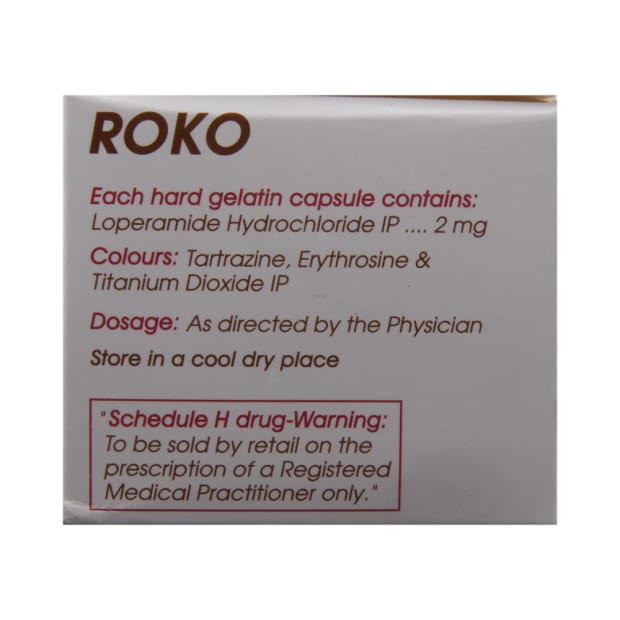 ROKO
Each hard gelatin capsule contains:
Loperamide Hydrochloride IP .... 2 mg
Colours: Tartrazine, Erythrosine &
Titanium Dioxide IP
Dosage: As directed by the Physician
Store in a cool dry place
"Schedule H drug-Warning:
To be sold by retail on the
prescription of a Registered
Medical Practitioner only."